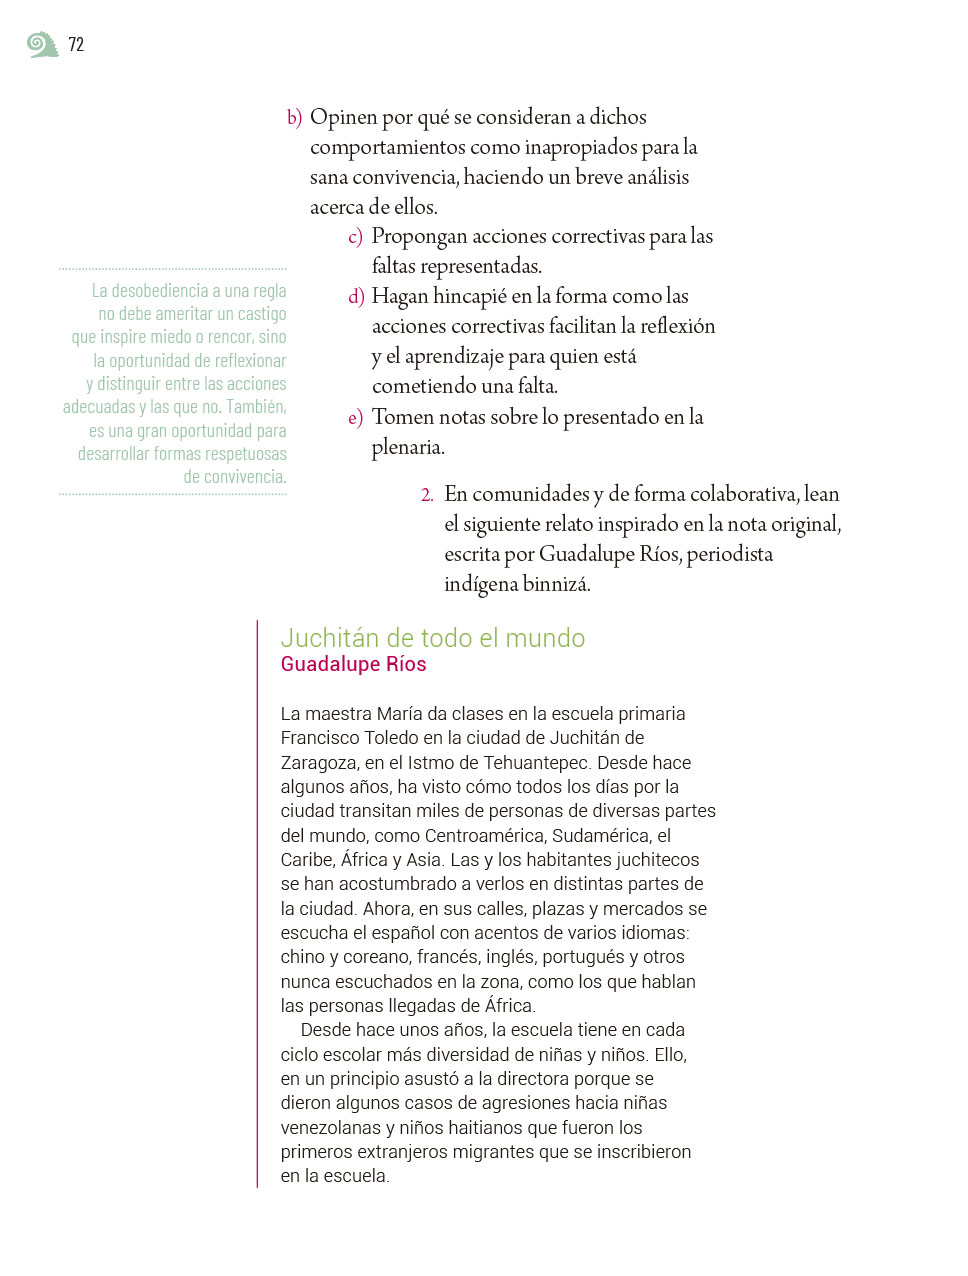 72
b) Opinen por qué se consideran a dichos
comportamientos como inapropiados para la
sana convivencia, haciendo un breve análisis
acerca de ellos.
c) Propongan acciones correctivas para las
faltas representadas.
d) Hagan hincapié en la forma como las
acciones correctivas facilitan la reflexión
y el aprendizaje para quien está
cometiendo una falta.
e) Tomen notas sobre lo presentado en la
plenaria.
La desobediencia a una regla
no debe ameritar un castigo
que inspire miedo o rencor, sino
la oportunidad de reflexionar
y distinguir entre las acciones
adecuadas y las que no. También,
es una gran oportunidad para
desarrollar formas respetuosas
de convivencia.
2. En comunidades y de forma colaborativa, lean
el siguiente relato inspirado en la nota original,
escrita por Guadalupe Ríos, periodista
indígena binnizá.
Juchitán de todo el mundo
Guadalupe Ríos
La maestra María da clases en la escuela primaria
Francisco Toledo en la ciudad de Juchitán de
Zaragoza, en el Istmo de Tehuantepec. Desde hace
algunos años, ha visto cómo todos los días por la
ciudad transitan miles de personas de diversas partes
del mundo, como Centroamérica, Sudamérica, el
Caribe, África y Asia. Las y los habitantes juchitecos
se han acostumbrado a verlos en distintas partes de
la ciudad. Ahora, en sus calles, plazas y mercados se
escucha el español con acentos de varios idiomas:
chino y coreano, francés, inglés, portugués y otros
nunca escuchados en la zona, como los que hablan
las personas llegadas de África.
Desde hace unos años, la escuela tiene en cada
ciclo escolar más diversidad de niñas y niños. Ello,
en un principio asustó a la directora porque se
dieron algunos casos de agresiones hacia niñas
venezolanas y niños haitianos que fueron los
primeros extranjeros migrantes que se inscribieron
en la escuela.